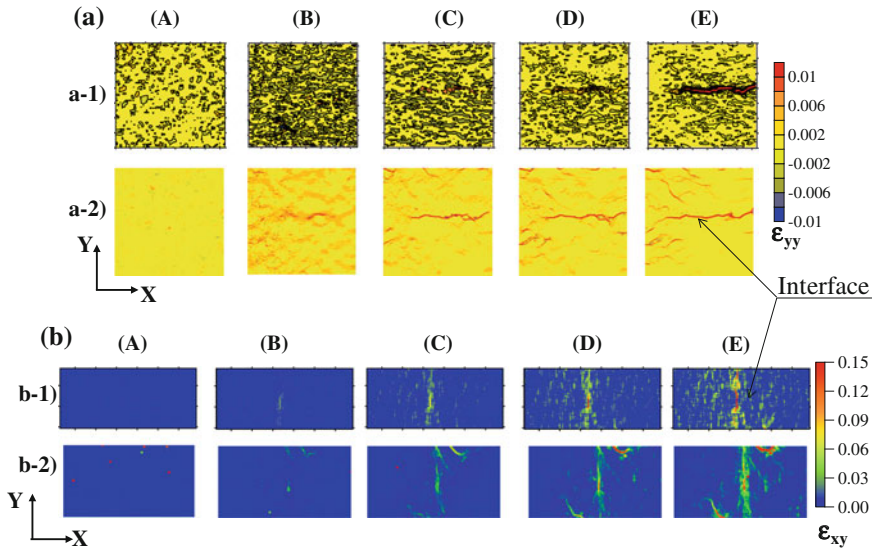 (a)
(A) (B) (C) (D) (E)
a-1)
0.01
0.006
0.002
-0.002
-0.006
-0.01
εyy
a-2)
Y
X
Interface
(b)
(A) (B) (C) (D) (E)
b-1)
0.15
0.12
0.09
0.06
0.03
0.00
εxy
b-2)
Y
X